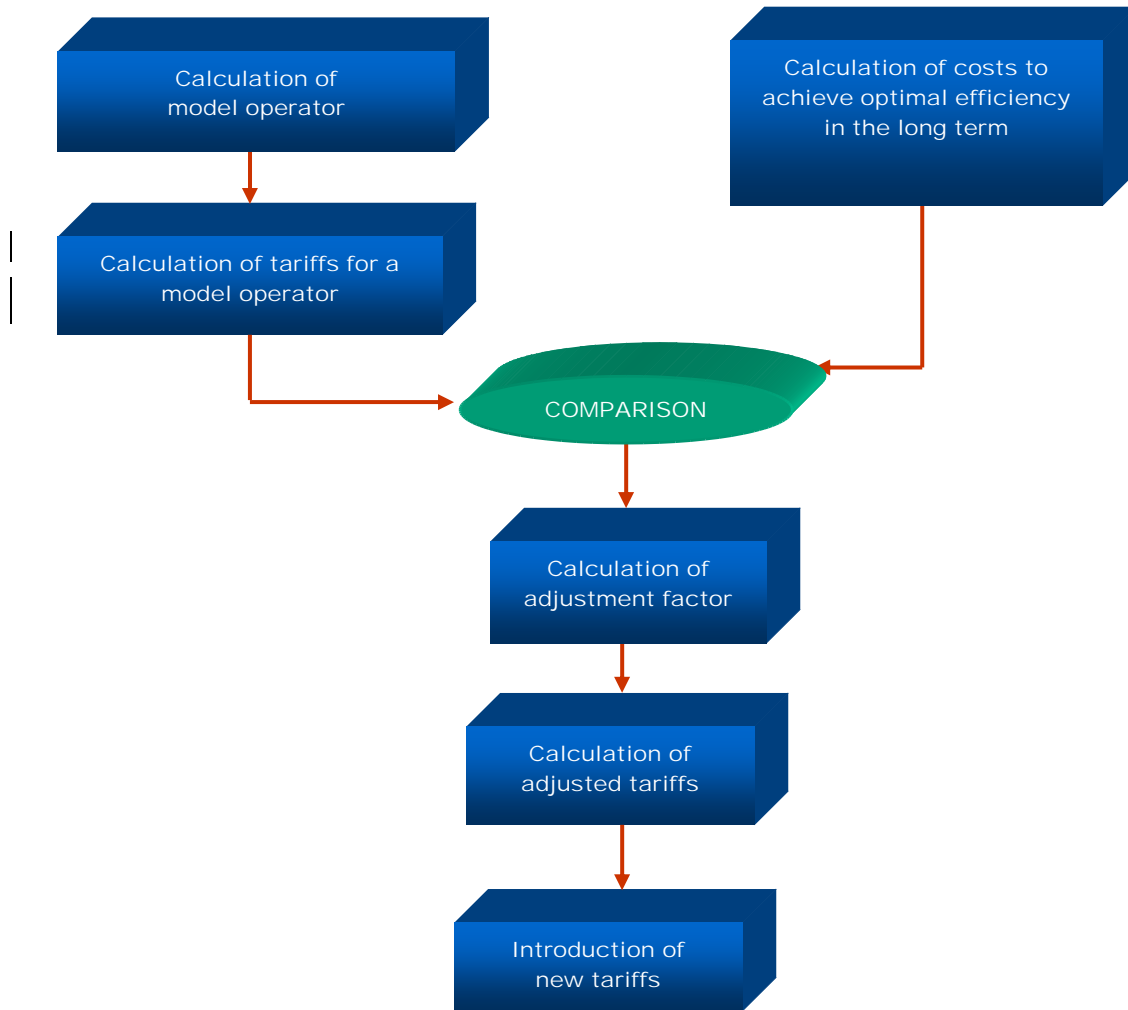 Calculation of
model operator
Calculation of costs to
achieve optimal efficiency
in the long term
Calculation of tariffs for a
model operator
COMPARISON
Calculation of
adjustment factor
Calculation of
adjusted tariffs
Introduction of
new tariffs